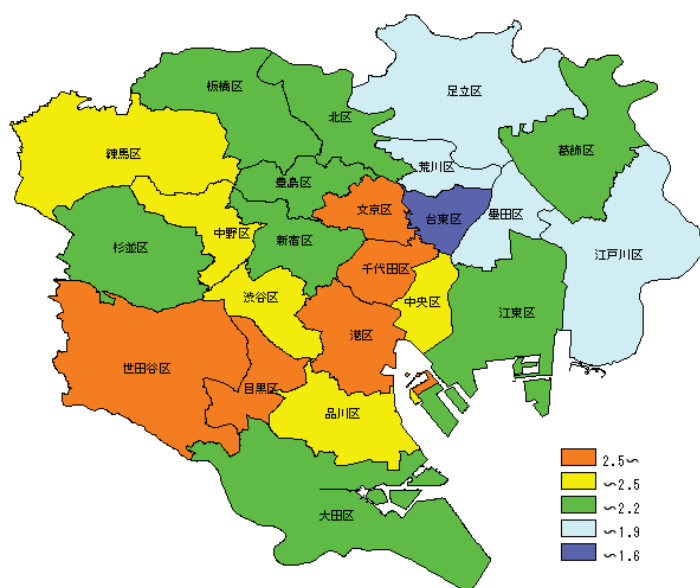 板橋区
北区
足立区
練馬区
荒川区
葛飾区
豊島区
文京区
台東区
墨田区
杉並区
中野区
新宿区
江戸川区
千代田区
渋谷区
中央区
江東区
港区
世田谷区
目黒区
品川区
大田区
2.5~
~2.5
~2.2
~1.9
~1.6